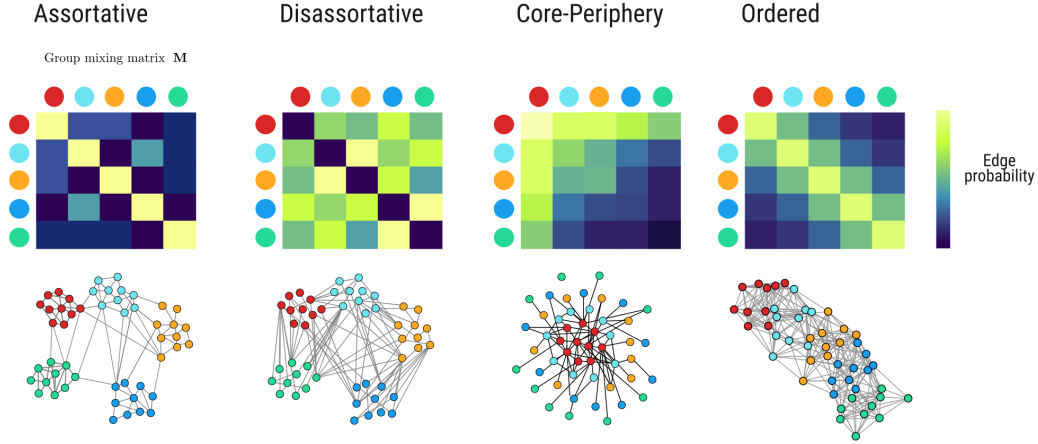 Assortative
Disassortative
Core-Periphery
Ordered
Group mixing matrix M
Edge
probability